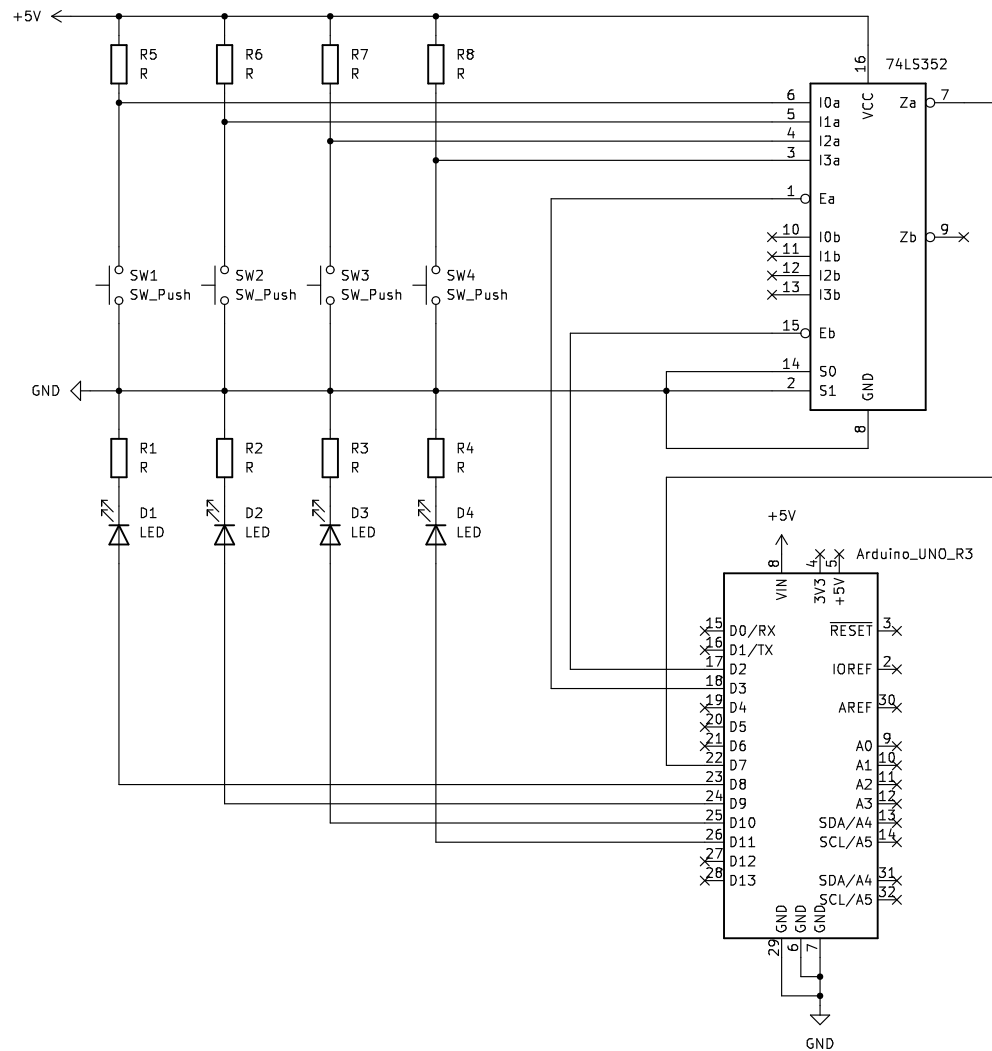 +5V
R5
R
R6
R
R7
R
R8
R
74LS352
16
VCC
6 I0a
5 I1a
4 I2a
3 I3a
Za 7
1 Ea
10 I0b
11 I1b
12 I2b
13 I3b
Zb 9
15 Eb
14 S0
2 S1
GND
8
SW1
SW_Push
SW2
SW_Push
SW3
SW_Push
SW4
SW_Push
GND
R1
R
R2
R
R3
R
R4
R
D1
LED
D2
LED
D3
LED
D4
LED
+5V
Arduino_UNO_R3
8
VIN
4
3V3
5
+5V
15 D0/RX
16 D1/TX
17 D2
18 D3
19 D4
20 D5
21 D6
22 D7
23 D8
24 D9
25 D10
26 D11
27 D12
28 D13
RESET 3
IOREF 2
AREF 30
A0 9
A1 10
A2 11
A3 12
SDA/A4 13
SCL/A5 14
SDA/A4 31
SCL/A5 32
GND
29
GND
6
GND
7
GND